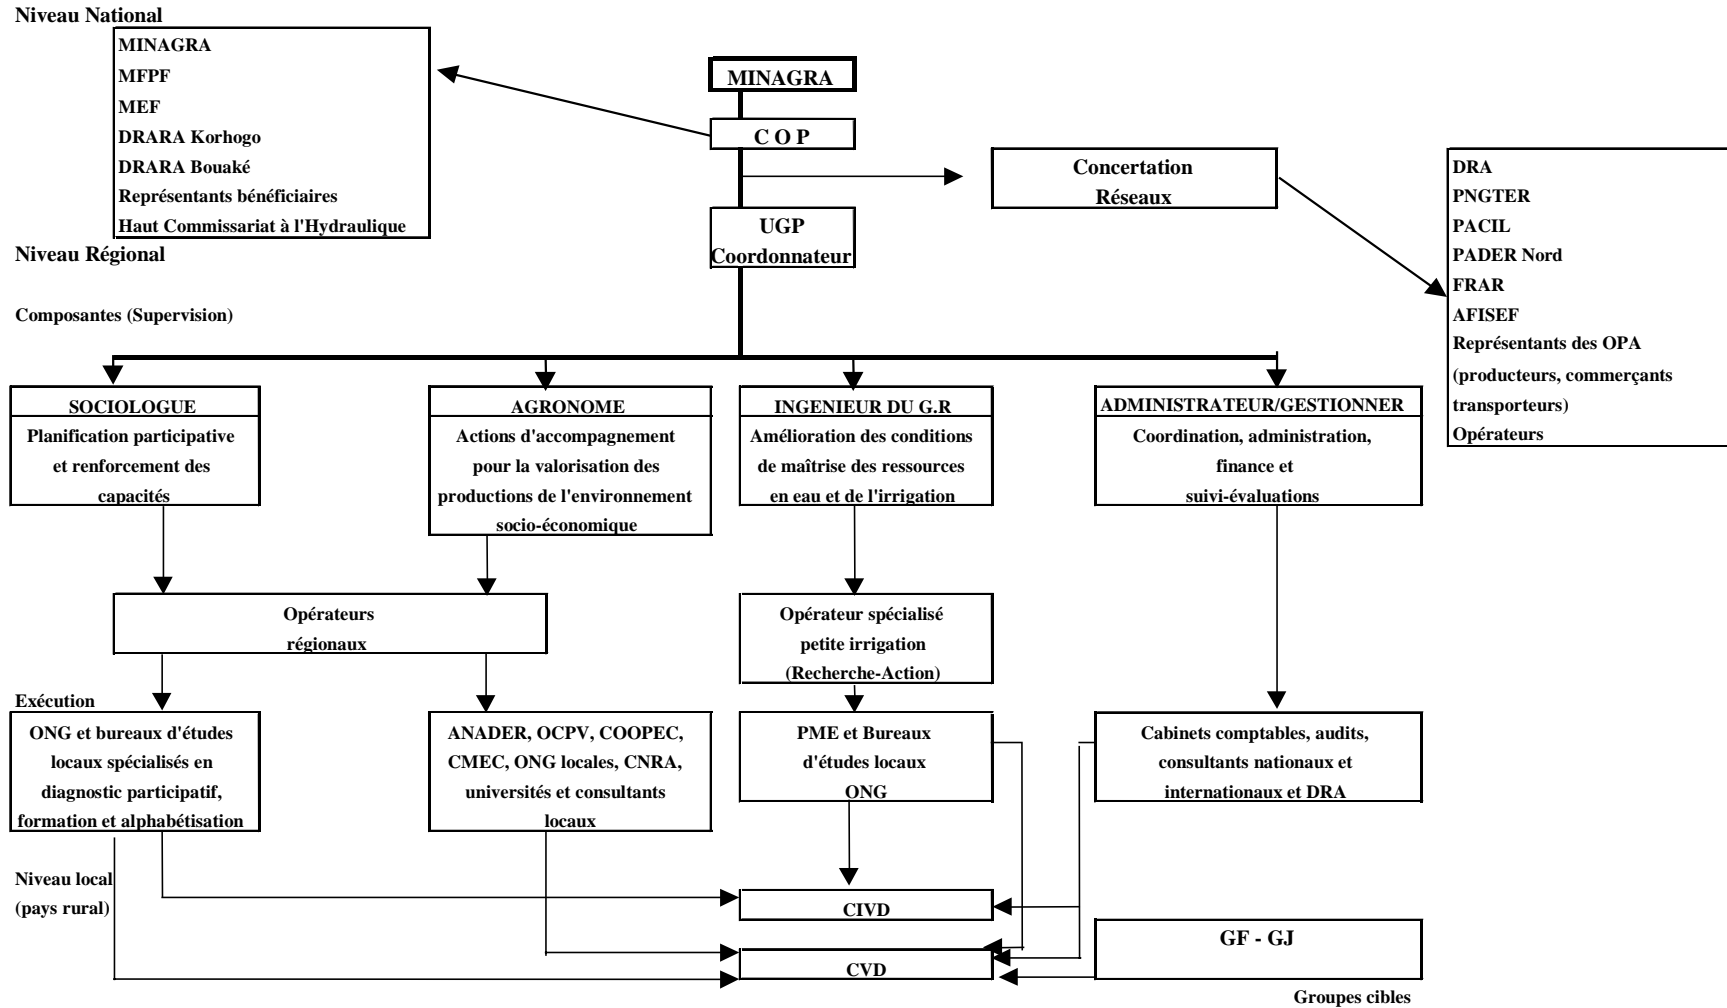 Niveau National
MINAGRA
MFPF
MEF
DRARA Korhogo
DRARA Bouaké
Représentants bénéficiaires
Haut Commissariat à l'Hydraulique
MINAGRA
C O P
Concertation
Réseaux
UGP
Coordonnateur
DRA
PNGTER
PACIL
PADER Nord
FRAR
AFISEF
Représentants des OPA
(producteurs, commerçants
transporteurs)
Opérateurs
Niveau Régional
Composantes (Supervision)
SOCIOLOGUE
Planification participative
et renforcement des
capacités
AGRONOME
Actions d'accompagnement
pour la valorisation des
productions de l'environnement
socio-économique
INGENIEUR DU G.R
Amélioration des conditions
de maîtrise des ressources
en eau et de l'irrigation
ADMINISTRATEUR/GESTIONNER
Coordination, administration,
finance et
suivi-évaluations
Opérateurs
régionaux
Opérateur spécialisé
petite irrigation
(Recherche-Action)
Exécution
ONG et bureaux d'études
locaux spécialisés en
diagnostic participatif,
formation et alphabétisation
ANADER, OCPV, COOPEC,
CMEC, ONG locales, CNRA,
universités et consultants
locaux
PME et Bureaux
d'études locaux
ONG
Cabinets comptables, audits,
consultants nationaux et
internationaux et DRA
Niveau local
(pays rural)
CIVD
CVD
GF - GJ
Groupes cibles